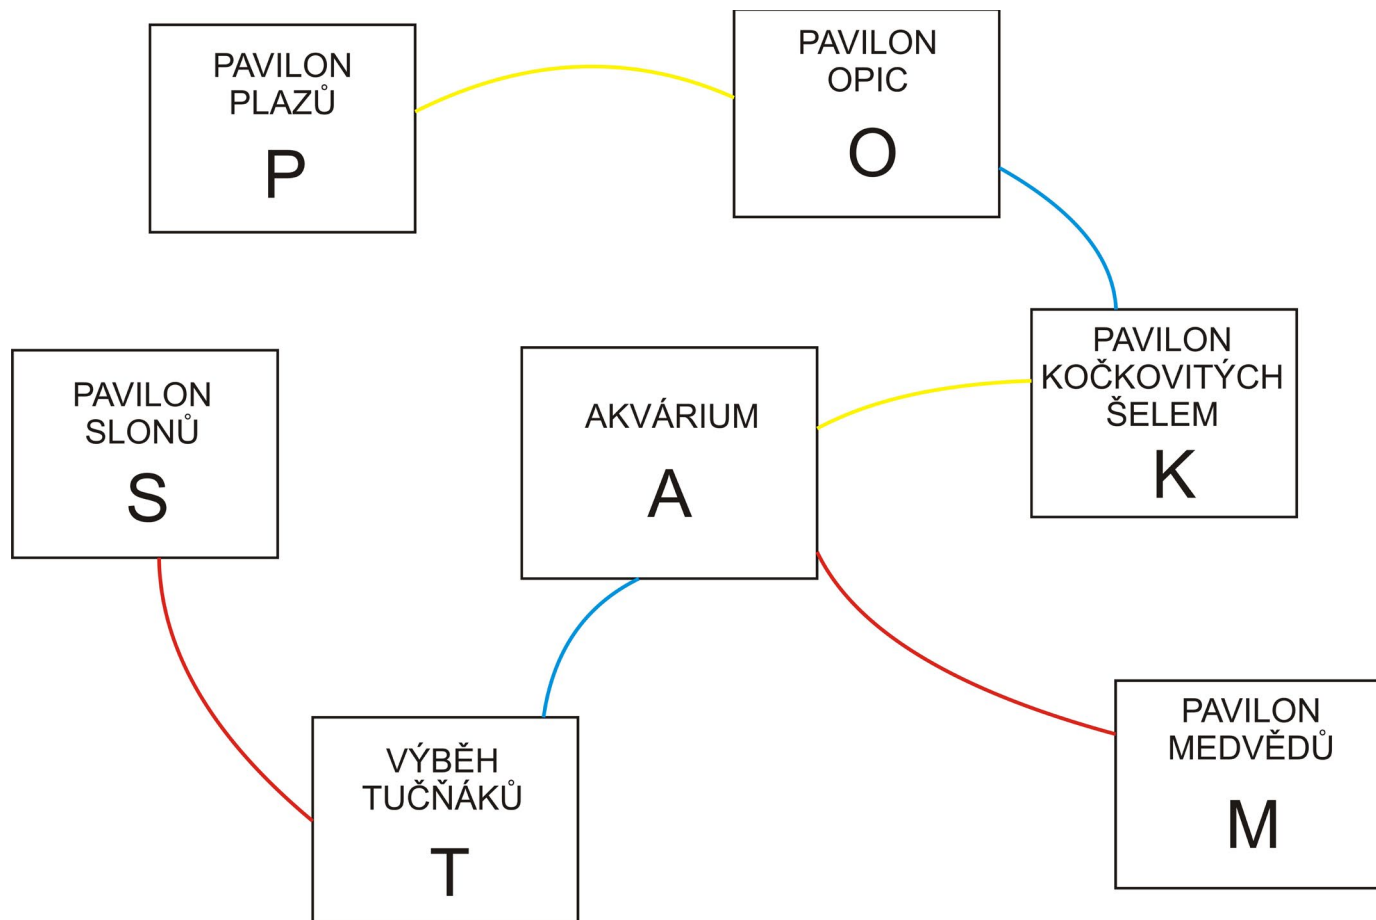 PAVILON
PLAZŮ
P
PAVILON
OPIC
O
PAVILON
KOČKOVITÝCH
ŠELEM
K
PAVILON
SLONŮ
S
AKVÁRIUM
A
VÝBĚH
TUČŇÁKŮ
T
PAVILON
MEDVĚDŮ
M